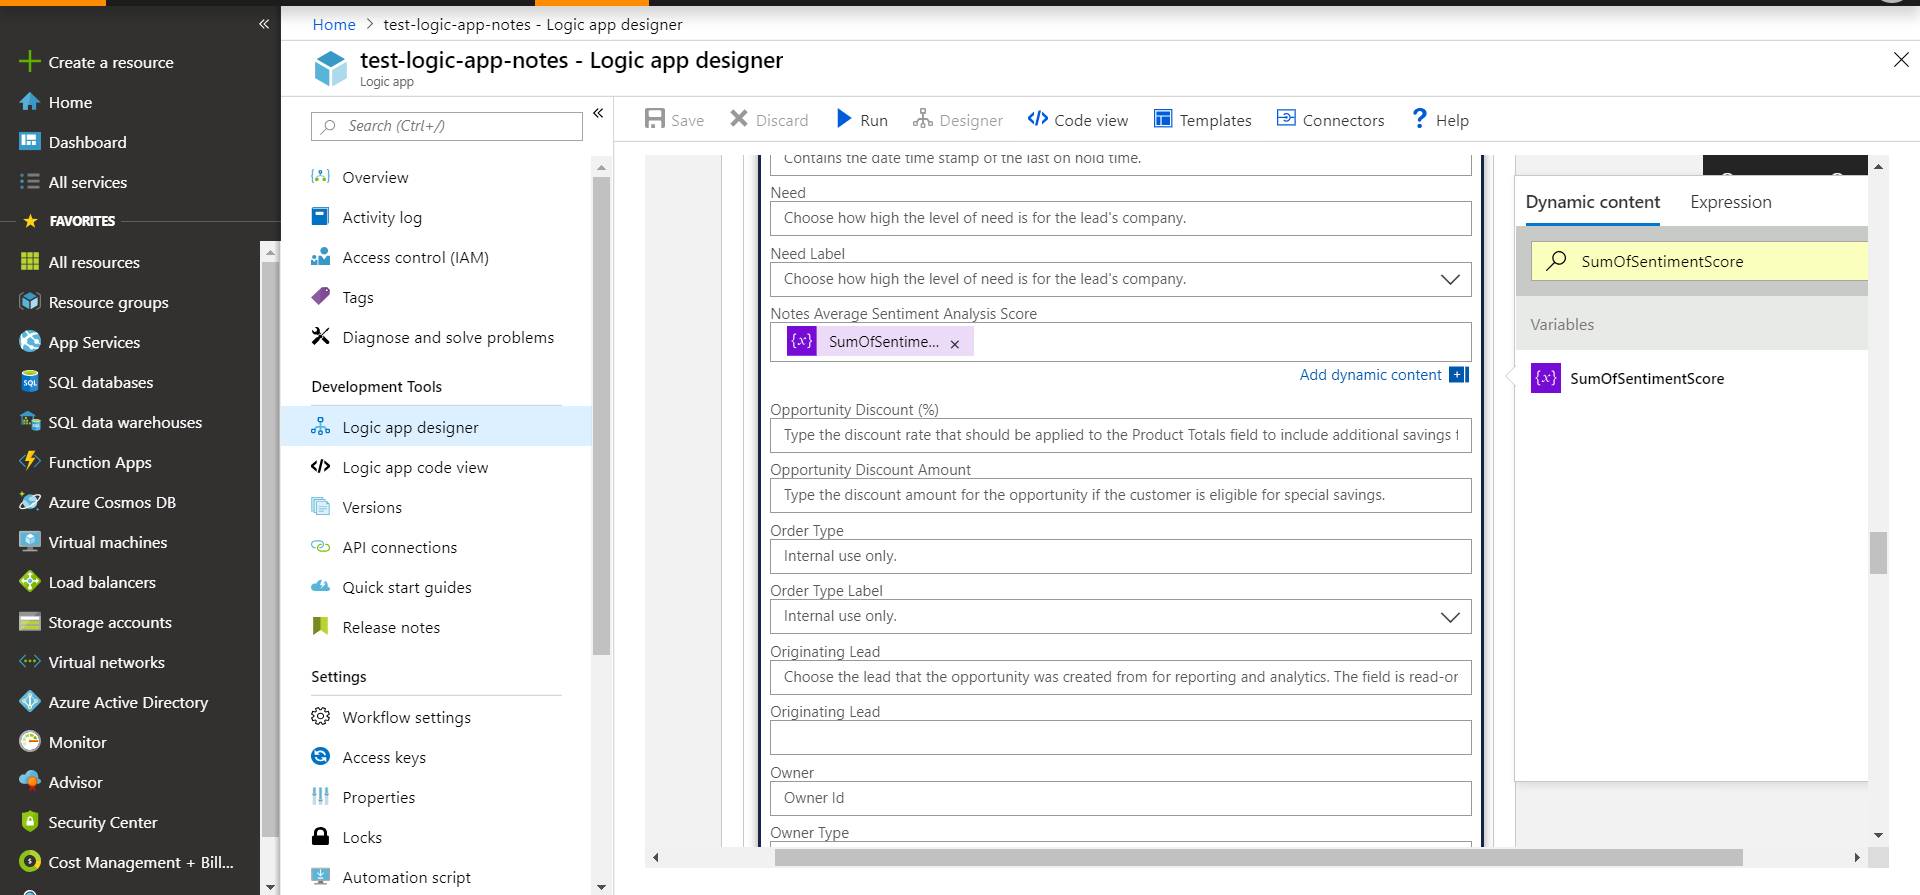 Home > test-logic-app-notes - Logic app designer
test-logic-app-notes - Logic app designer
Logic app
Create a resource
Home
Dashboard
All services
FAVORITES
All resources
Resource groups
App Services
SQL databases
SQL data warehouses
Function Apps
Azure Cosmos DB
Virtual machines
Load balancers
Storage accounts
Virtual networks
Azure Active Directory
Monitor
Advisor
Security Center
Cost Management + Bill...
Search (Ctrl+/)
Overview
Activity log
Access control (IAM)
Tags
Diagnose and solve problems
Development Tools
Logic app designer
Logic app code view
Versions
API connections
Quick start guides
Release notes
Settings
Workflow settings
Access keys
Properties
Locks
Automation script
Save Discard Run Designer Code view Templates Connectors Help
Contains the date time stamp of the last on hold time.
Need
Choose how high the level of need is for the lead's company.
Need Label
Choose how high the level of need is for the lead's company.
Notes Average Sentiment Analysis Score
{x} SumOfSentime... ×
Add dynamic content
Opportunity Discount (%)
Type the discount rate that should be applied to the Product Totals field to include additional savings f
Opportunity Discount Amount
Type the discount amount for the opportunity if the customer is eligible for special savings.
Order Type
Internal use only.
Order Type Label
Internal use only.
Originating Lead
Choose the lead that the opportunity was created from for reporting and analytics. The field is read-or
Originating Lead
Owner
Owner Id
Owner Type
Dynamic content Expression
SumOfSentimentScore
Variables
{x} SumOfSentimentScore